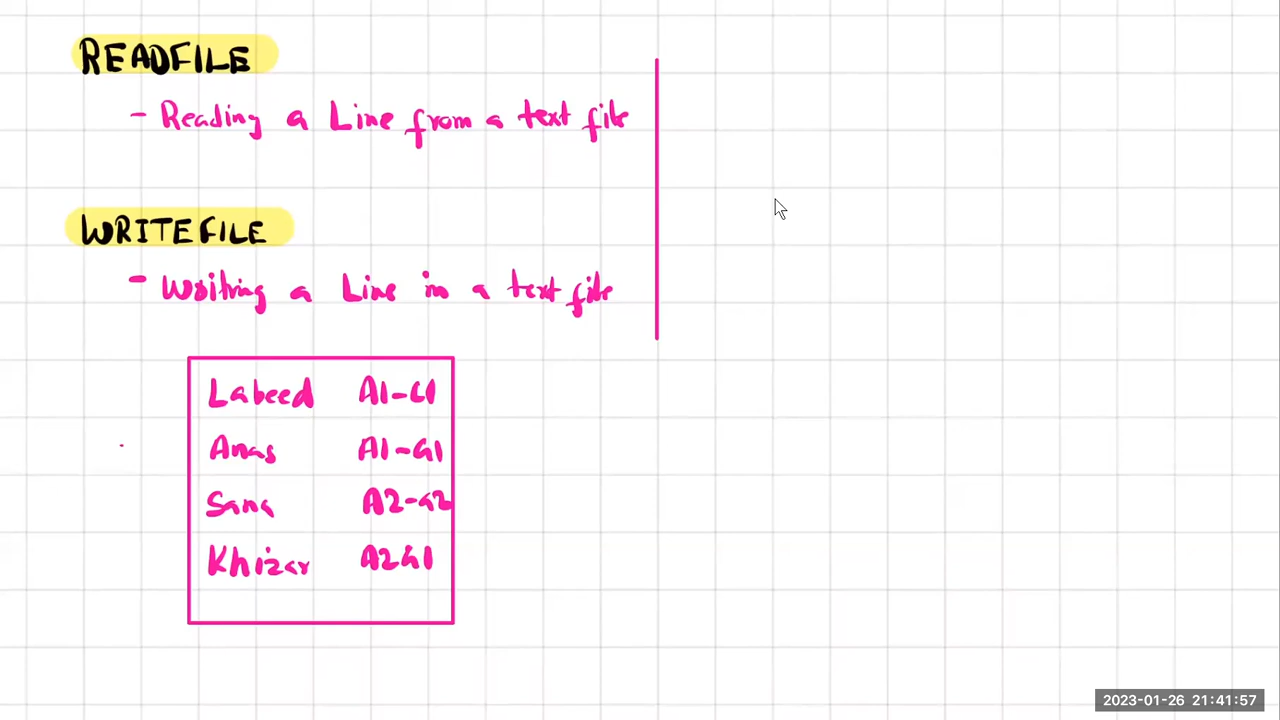 READFILE
- Reading a Line from a text file
WRITEFILE
- Writing a Line in a text file
Labeed A1-G1
Anas A1-G1
Sana A2-G2
Khizar A2G1
2023-01-26 21:41:57